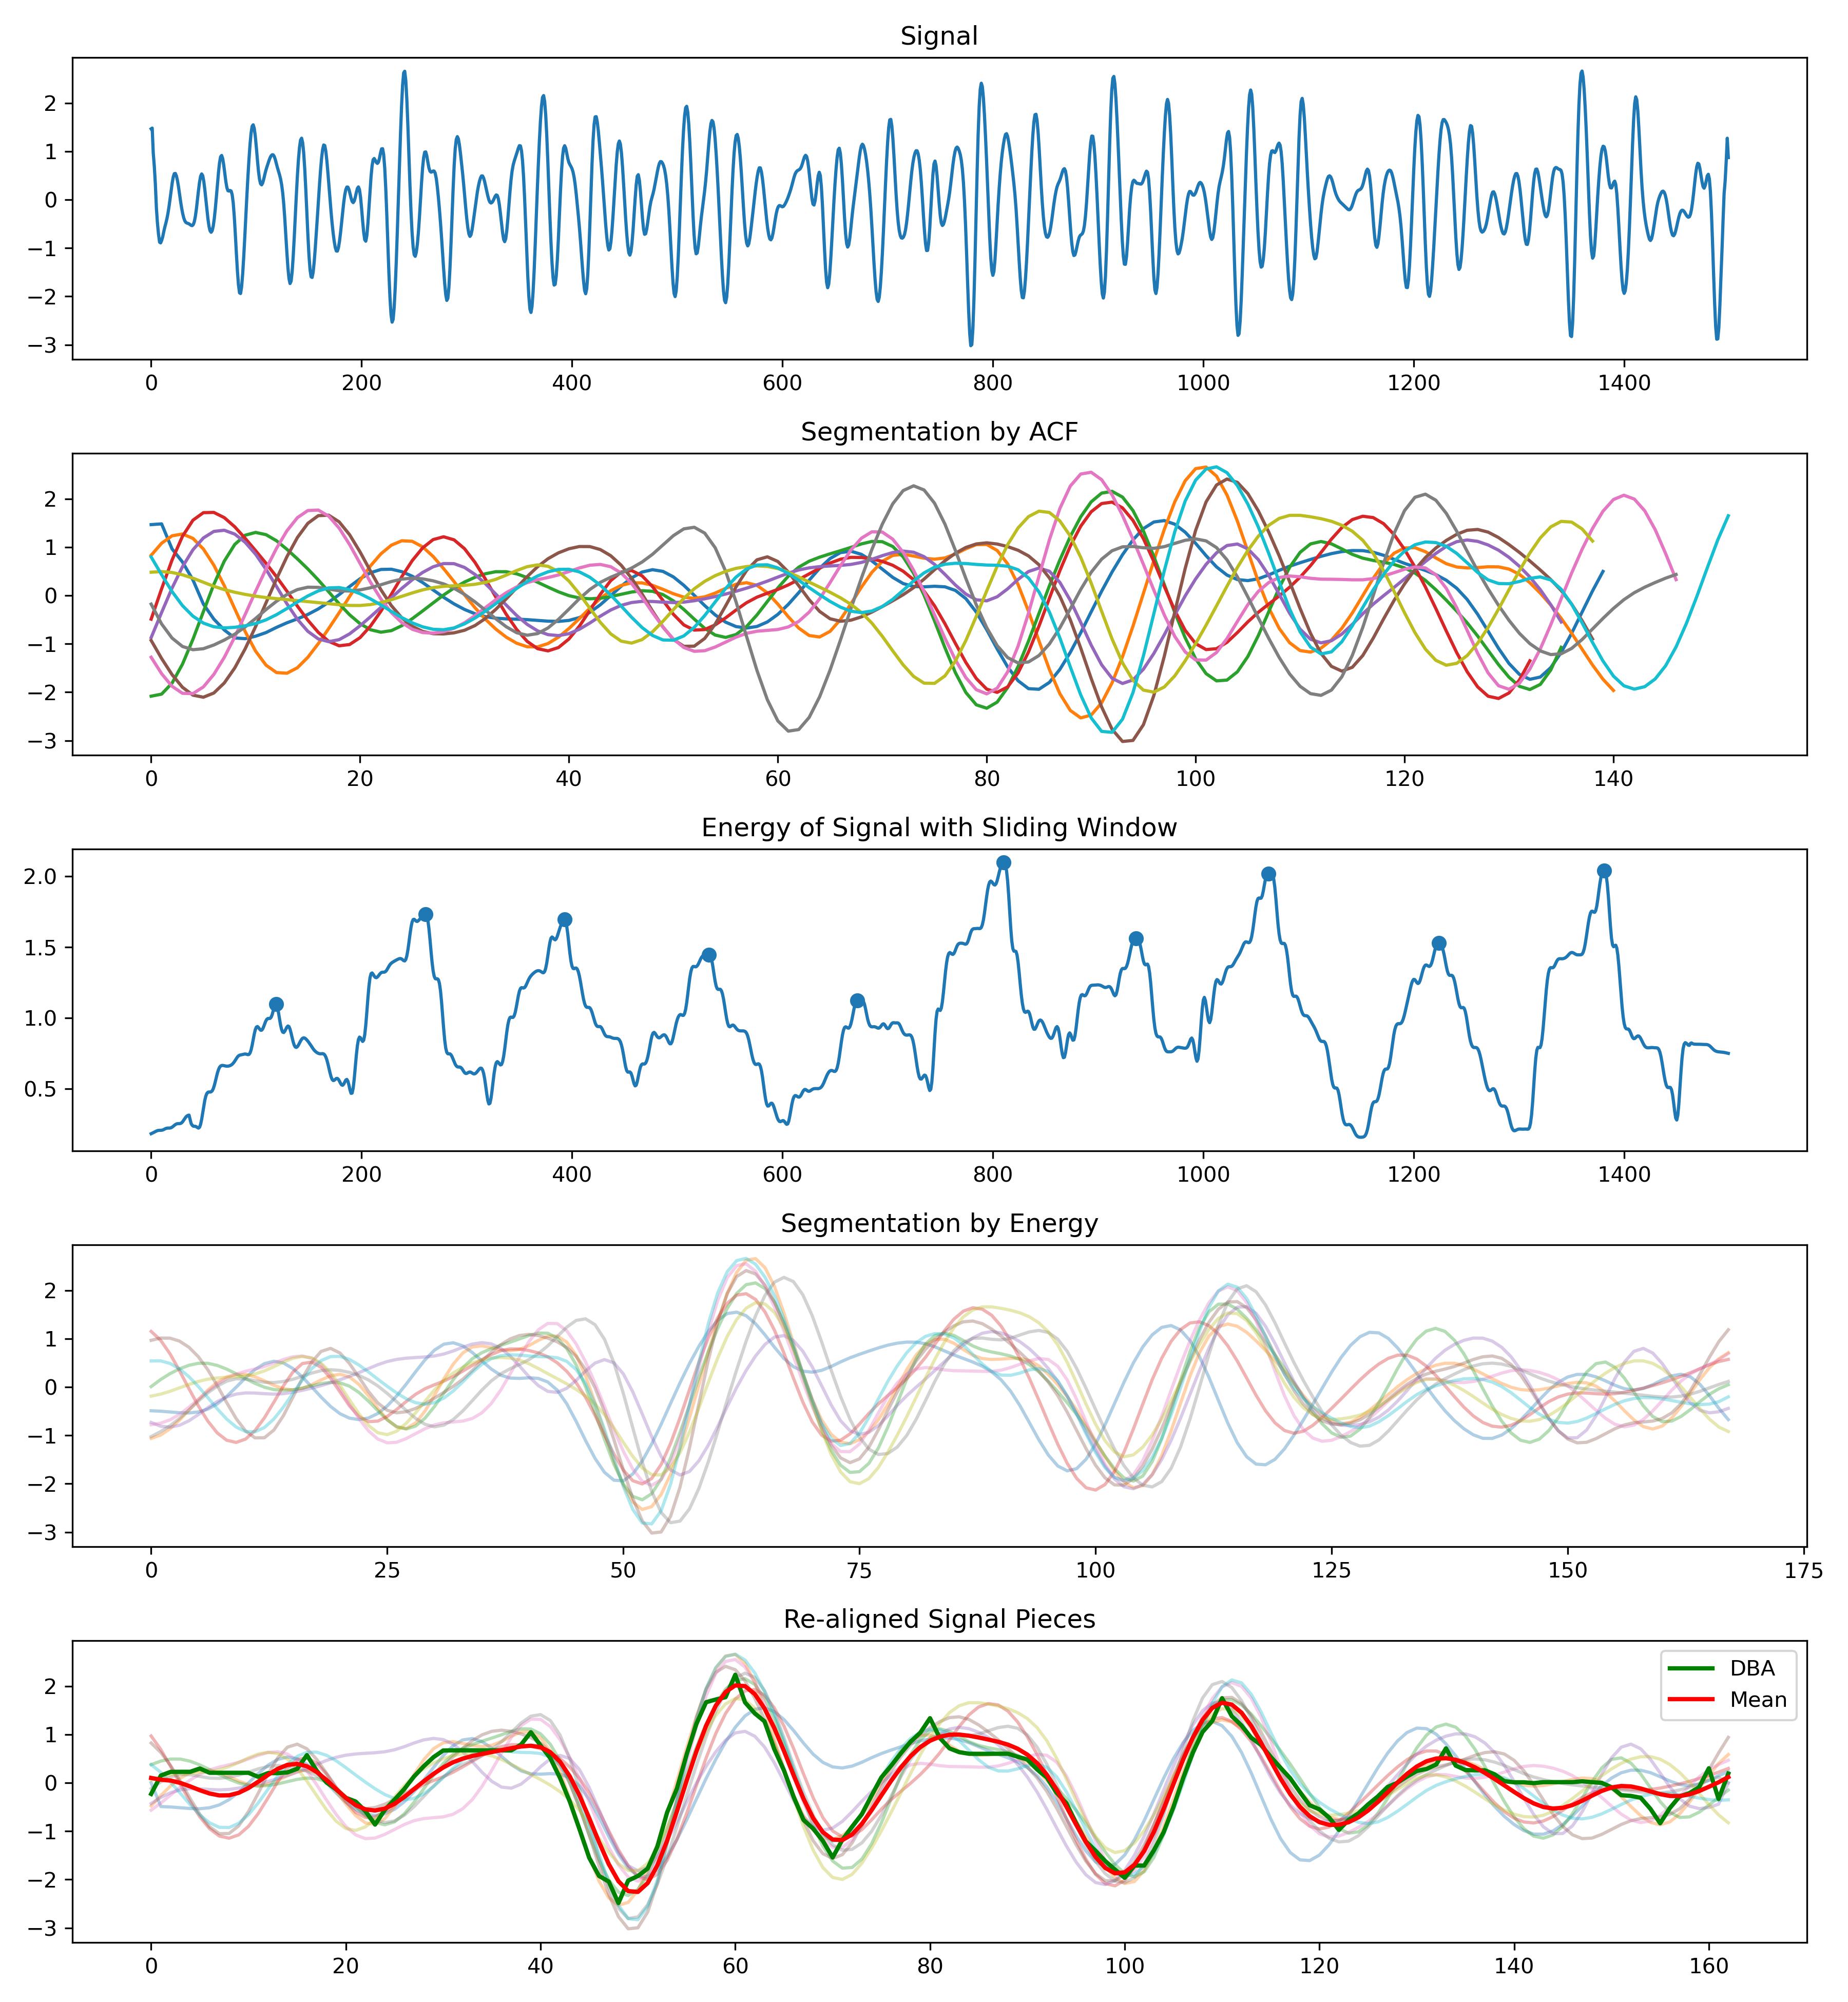 Signal
2
1
0
−1
−2
−3
0 200 400 600 800 1000 1200 1400
Segmentation by ACF
2
1
0
−1
−2
−3
0 20 40 60 80 100 120 140
Energy of Signal with Sliding Window
2.0
1.5
1.0
0.5
0 200 400 600 800 1000 1200 1400
Segmentation by Energy
2
1
0
−1
−2
−3
0 25 50 75 100 125 150 175
Re-aligned Signal Pieces
DBA
Mean
2
1
0
−1
−2
−3
0 20 40 60 80 100 120 140 160